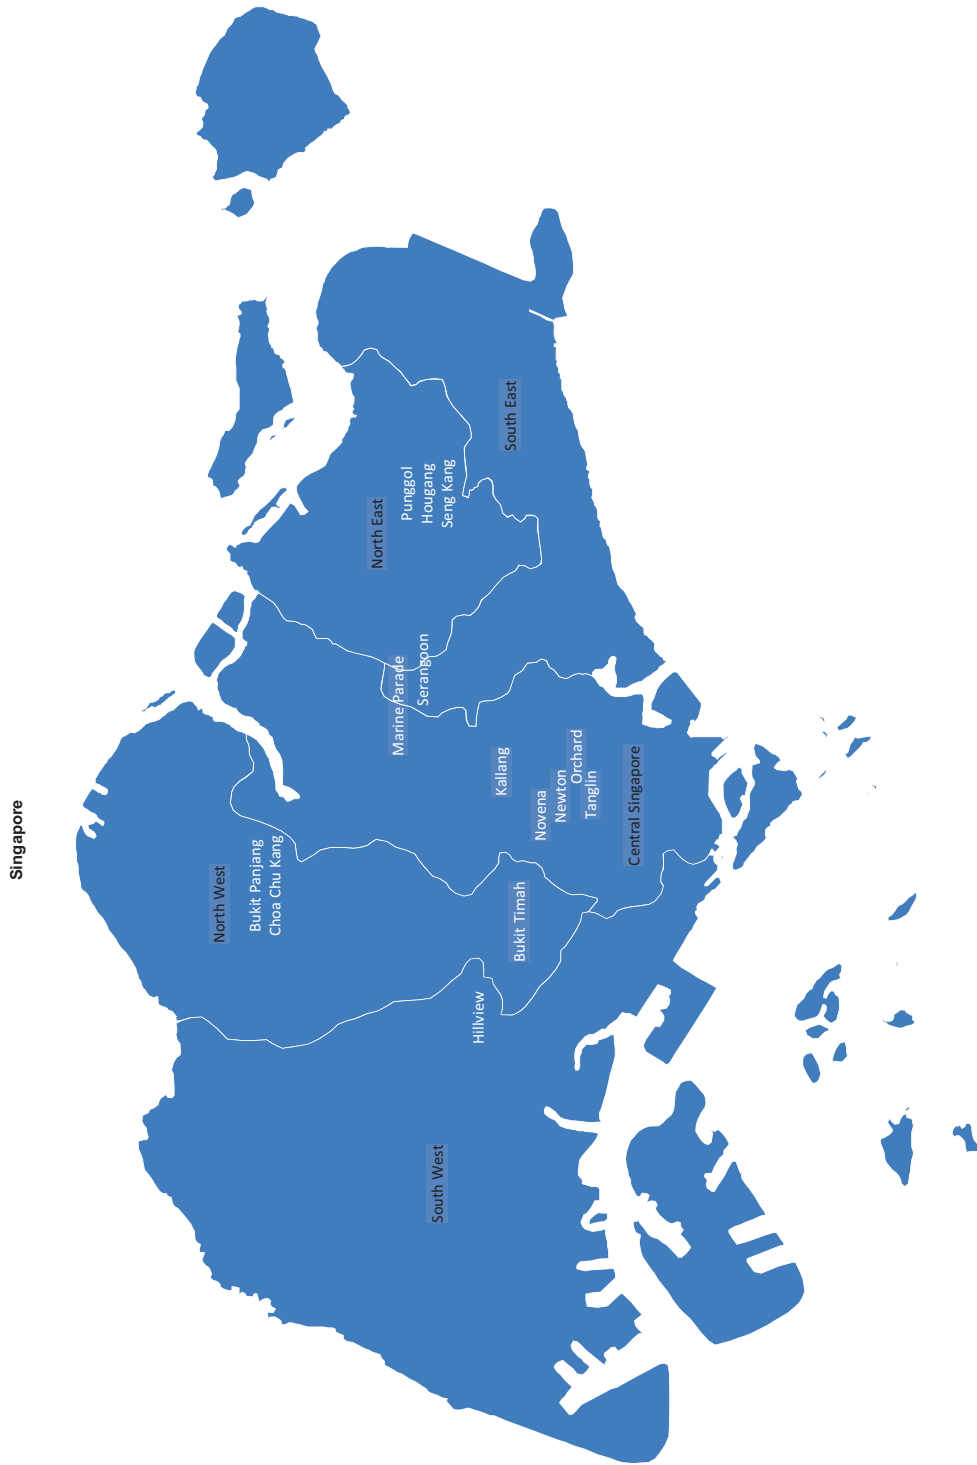 Singapore
North West
Bukit Panjang
Choa Chu Kang
North East
Punggol
Hougang
Seng Kang
Marine Parade
Serangoon
South West
Hillview
Kallang
South East
Bukit Timah
Novena
Newton
Orchard
Tanglin
Central Singapore